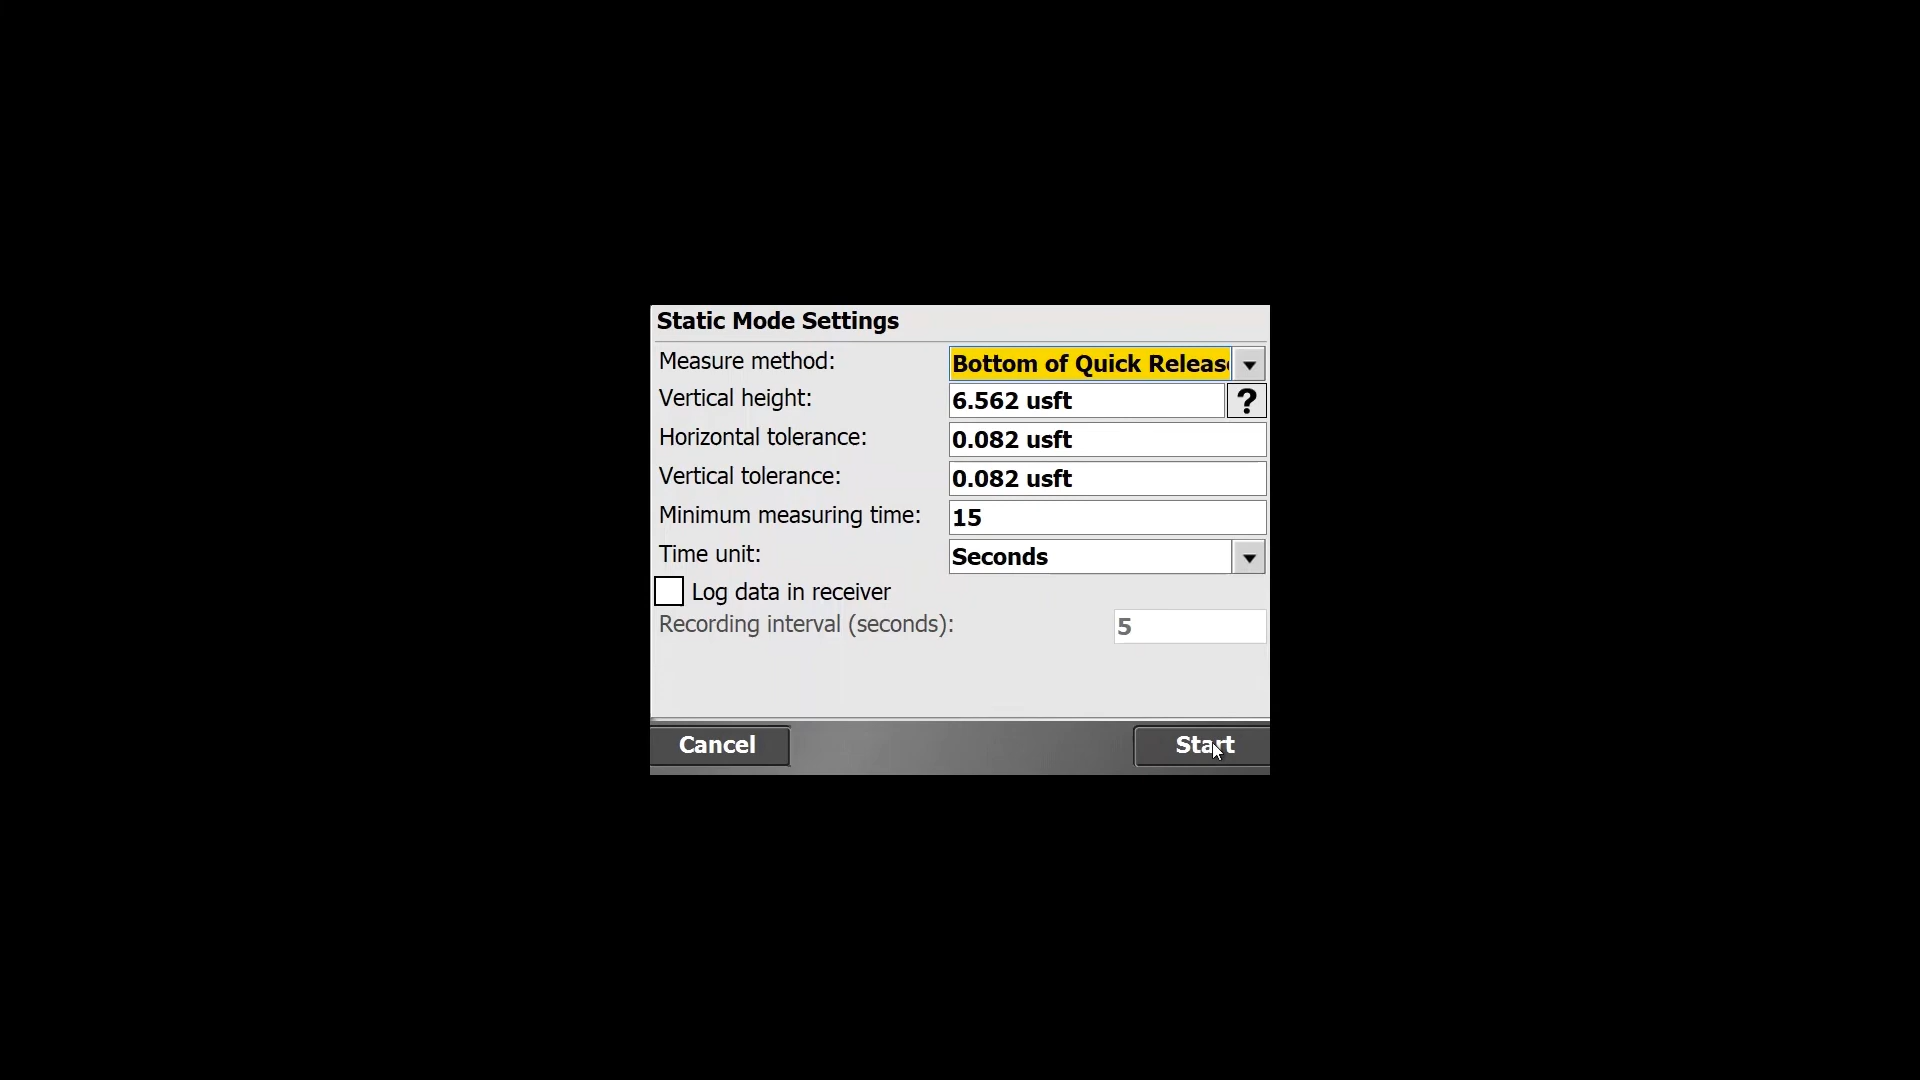 Static Mode Settings
Measure method: Bottom of Quick Releas
Vertical height: 6.562 usft ?
Horizontal tolerance: 0.082 usft
Vertical tolerance: 0.082 usft
Minimum measuring time: 15
Time unit: Seconds
Log data in receiver
Recording interval (seconds): 5
Cancel Start